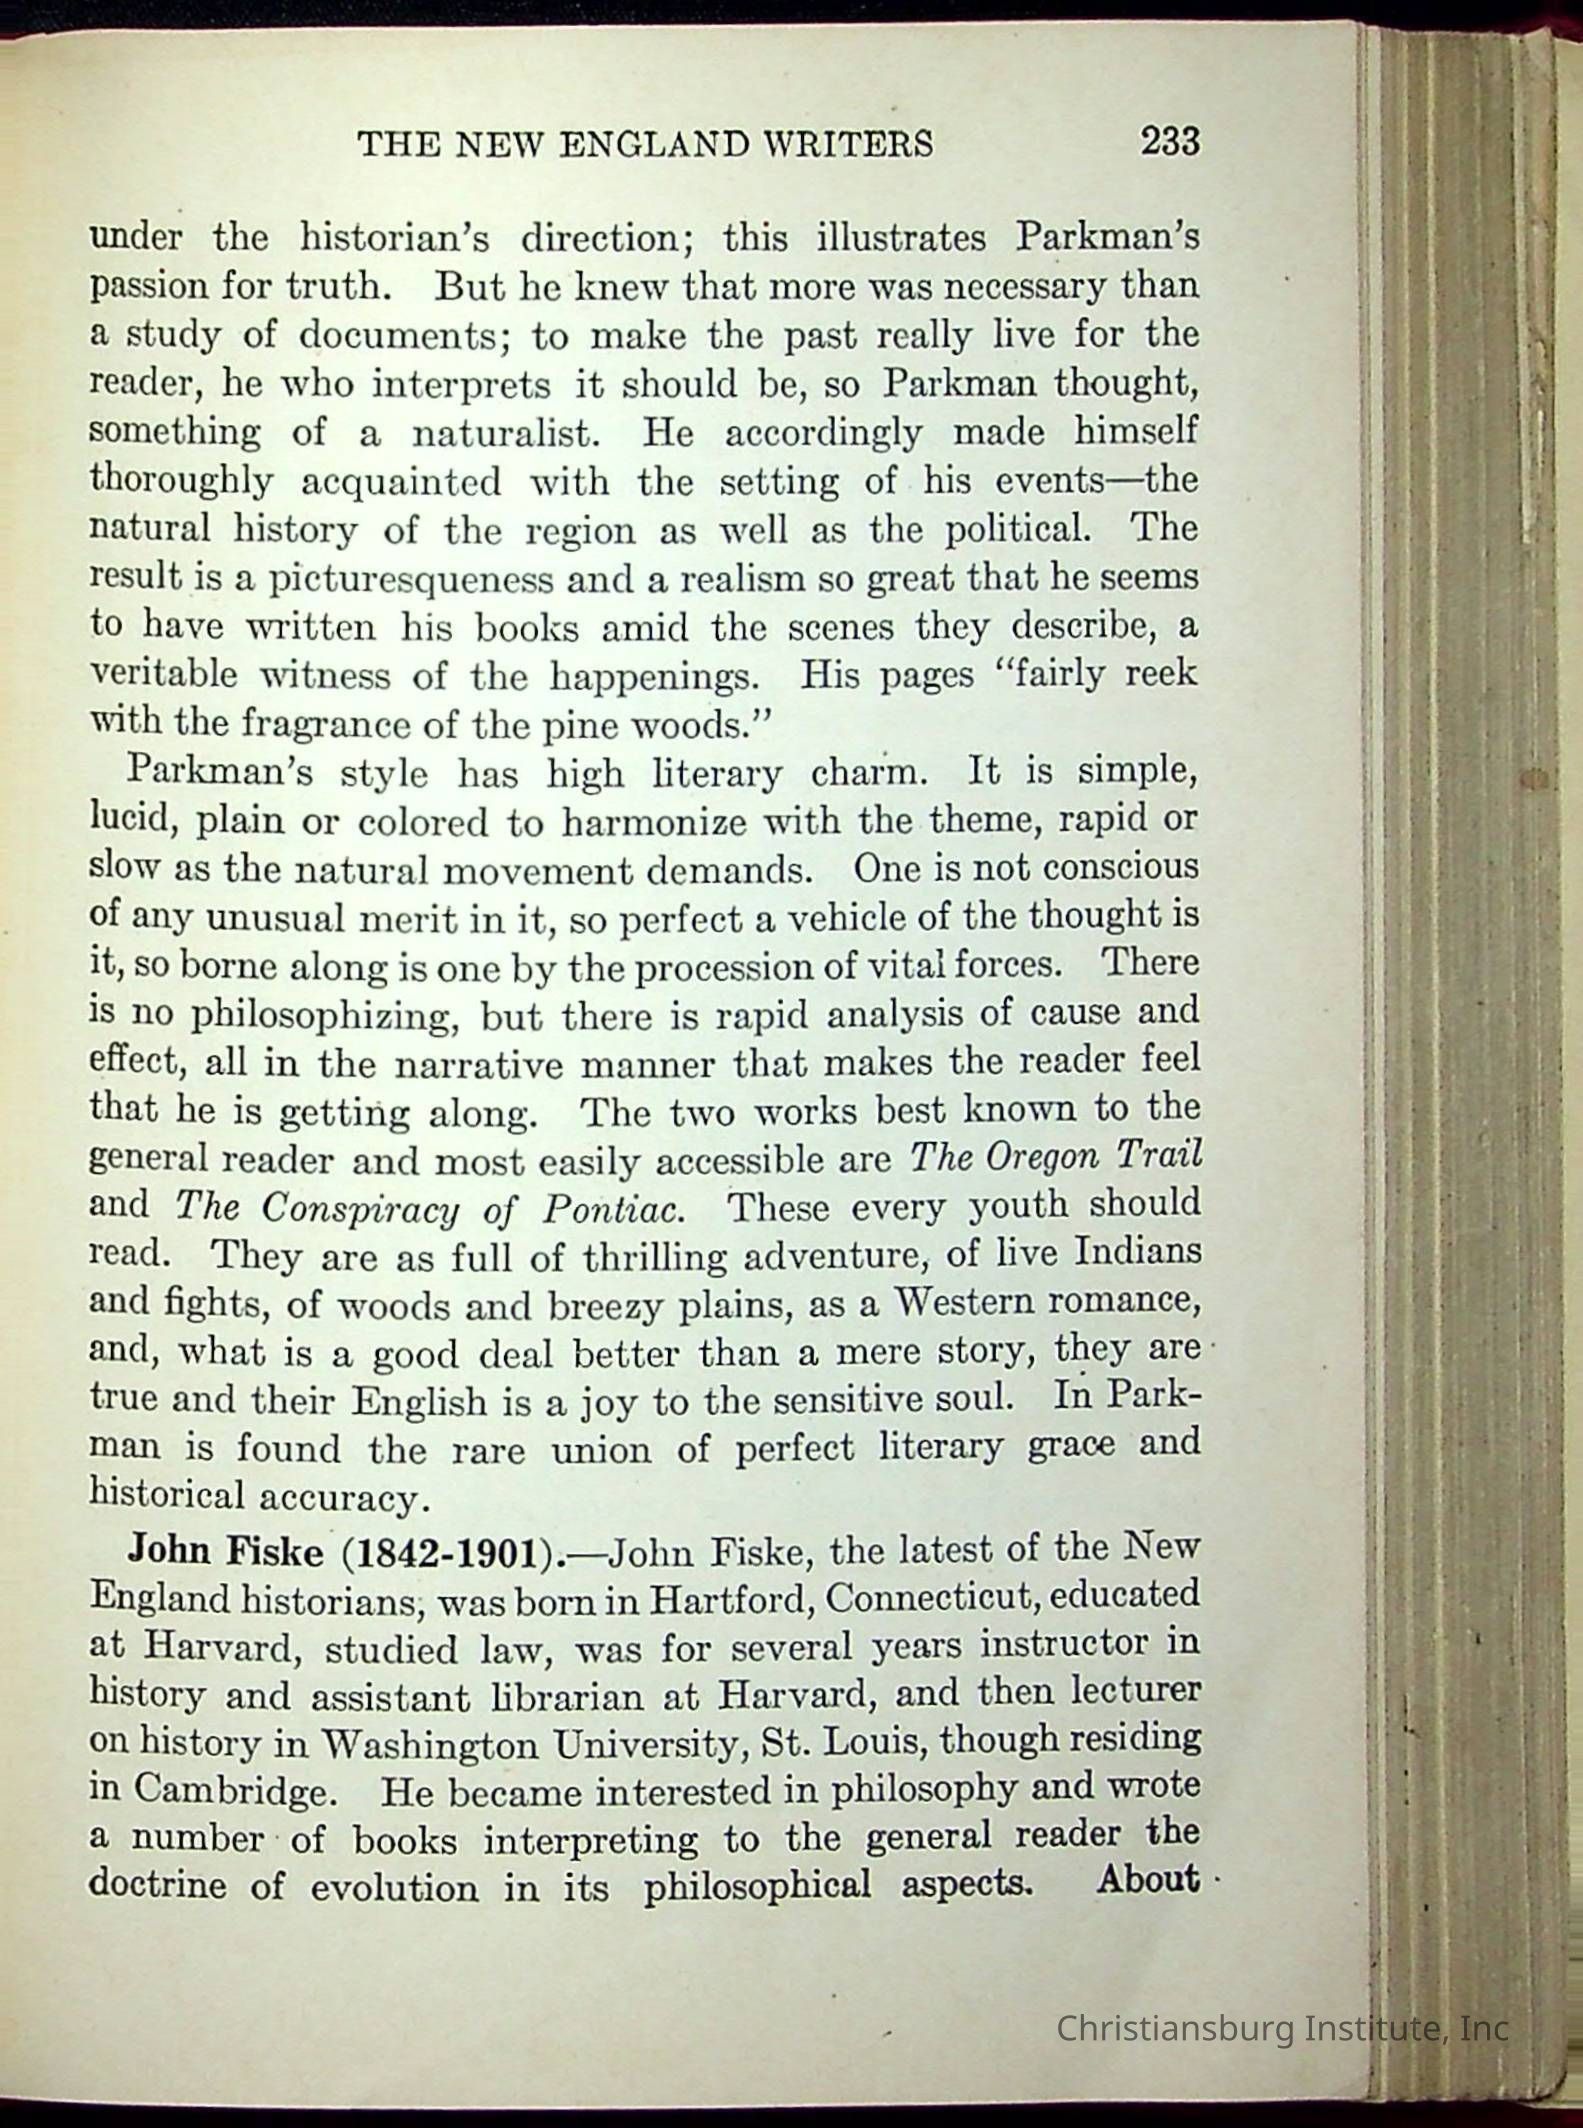 THE NEW ENGLAND WRITERS 233
under the historian's direction; this illustrates Parkman's
passion for truth. But he knew that more was necessary than
a study of documents; to make the past really live for the
reader, he who interprets it should be, so Parkman thought,
something of a naturalist. He accordingly made himself
thoroughly acquainted with the setting of his events—the
natural history of the region as well as the political. The
result is a picturesqueness and a realism so great that he seems
to have written his books amid the scenes they describe, a
veritable witness of the happenings. His pages “fairly reek
with the fragrance of the pine woods.”
Parkman's style has high literary charm. It is simple,
lucid, plain or colored to harmonize with the theme, rapid or
slow as the natural movement demands. One is not conscious
of any unusual merit in it, so perfect a vehicle of the thought is
it, so borne along is one by the procession of vital forces. There
is no philosophizing, but there is rapid analysis of cause and
effect, all in the narrative manner that makes the reader feel
that he is getting along. The two works best known to the
general reader and most easily accessible are The Oregon Trail
and The Conspiracy of Pontiac. These every youth should
read. They are as full of thrilling adventure, of live Indians
and fights, of woods and breezy plains, as a Western romance,
and, what is a good deal better than a mere story, they are
true and their English is a joy to the sensitive soul. In Park-
man is found the rare union of perfect literary grace and
historical accuracy.
John Fiske (1842-1901).—John Fiske, the latest of the New
England historians, was born in Hartford, Connecticut, educated
at Harvard, studied law, was for several years instructor in
history and assistant librarian at Harvard, and then lecturer
on history in Washington University, St. Louis, though residing
in Cambridge. He became interested in philosophy and wrote
a number of books interpreting to the general reader the
doctrine of evolution in its philosophical aspects. About
Christiansburg Institute, Inc